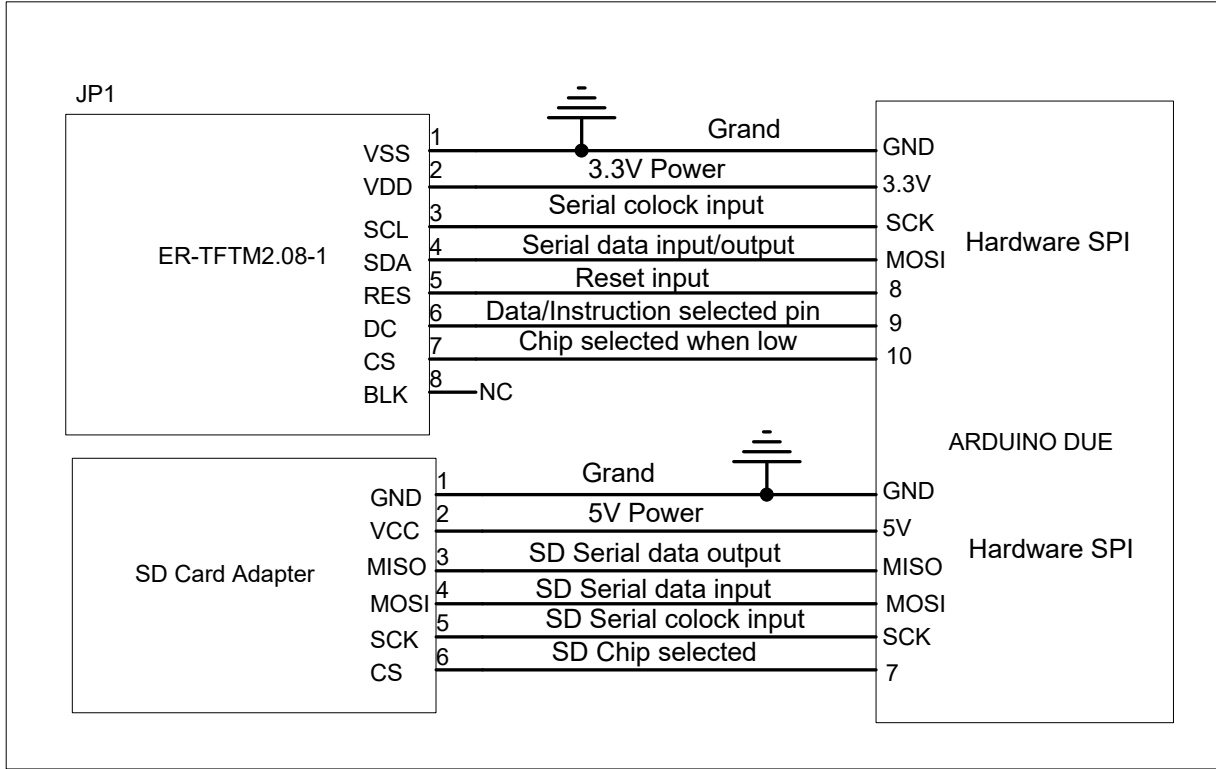 JP1
ER-TFTM2.08-1
VSS 1 Grand GND
VDD 2 3.3V Power 3.3V
SCL 3 Serial colock input SCK
SDA 4 Serial data input/output MOSI
RES 5 Reset input 8
DC 6 Data/Instruction selected pin 9
CS 7 Chip selected when low 10
BLK 8 NC
Hardware SPI
ARDUINO DUE
SD Card Adapter
GND 1 Grand GND
VCC 2 5V Power 5V
MISO 3 SD Serial data output MISO
MOSI 4 SD Serial data input MOSI
SCK 5 SD Serial colock input SCK
CS 6 SD Chip selected 7
Hardware SPI